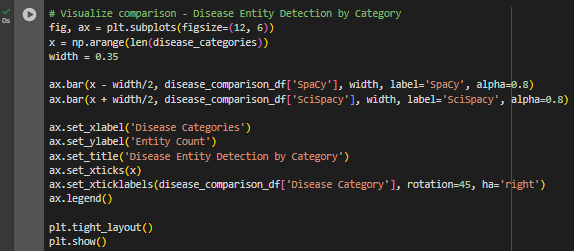 0s
# Visualize comparison - Disease Entity Detection by Category
fig, ax = plt.subplots(figsize=(12, 6))
x = np.arange(len(disease_categories))
width = 0.35
ax.bar(x - width/2, disease_comparison_df['SpaCy'], width, label='SpaCy', alpha=0.8)
ax.bar(x + width/2, disease_comparison_df['SciSpacy'], width, label='SciSpacy', alpha=0.8)
ax.set_xlabel('Disease Categories')
ax.set_ylabel('Entity Count')
ax.set_title('Disease Entity Detection by Category')
ax.set_xticks(x)
ax.set_xticklabels(disease_comparison_df['Disease Category'], rotation=45, ha='right')
ax.legend()
plt.tight_layout()
plt.show()